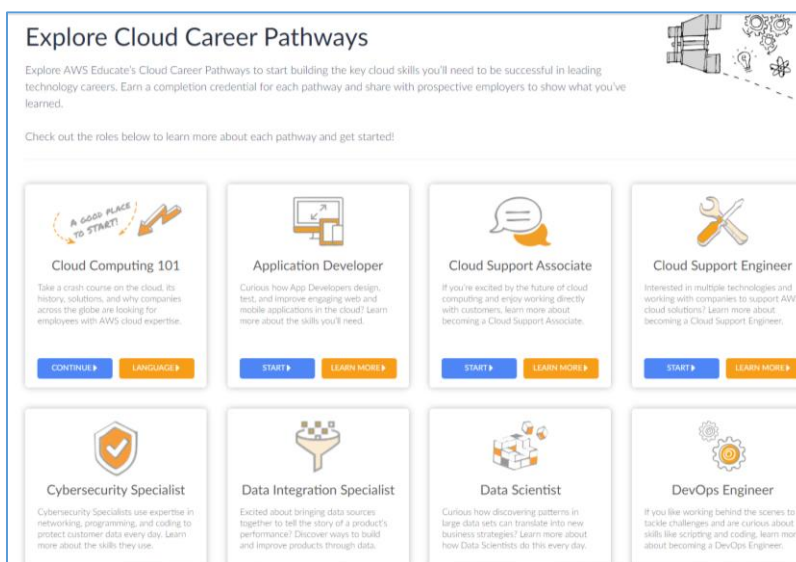 Explore Cloud Career Pathways
Explore AWS Educate's Cloud Career Pathways to start building the key cloud skills you'll need to be successful in leading
technology careers. Earn a completion credential for each pathway and share with prospective employers to show what you've
learned.
Check out the roles below to learn more about each pathway and get started!
A GOOD PLACE
TO START!
Cloud Computing 101
Take a crash course on the cloud, its
history, solutions, and why companies
across the globe are looking for
employees with AWS cloud expertise.
CONTINUE
LANGUAGE
Application Developer
Curious how App Developers design,
test, and improve engaging web and
mobile applications in the cloud? Learn
more about the skills you'll need.
START
LEARN MORE
Cloud Support Associate
If you're excited by the future of cloud
computing and enjoy working directly
with customers, learn more about
becoming a Cloud Support Associate.
START
LEARN MORE
Cloud Support Engineer
Interested in multiple technologies and
working with companies to support AW
cloud solutions? Learn more about
becoming a Cloud Support Engineer.
START
LEARN MORE
Cybersecurity Specialist
Cybersecurity Specialists use expertise in
networking, programming, and coding to
protect customer data every day. Learn
more about the skills they use.
Data Integration Specialist
Excited about bringing data sources
together to tell the story of a product's
performance? Discover ways to build
and improve products through data.
Data Scientist
Curious how discovering patterns in
large data sets can translate into new
business strategies? Learn more about
how Data Scientists do this every day.
DevOps Engineer
If you like working behind the scenes to
tackle challenges and are curious about
skills like scripting and coding, learn mor
about becoming a DevOps Engineer.